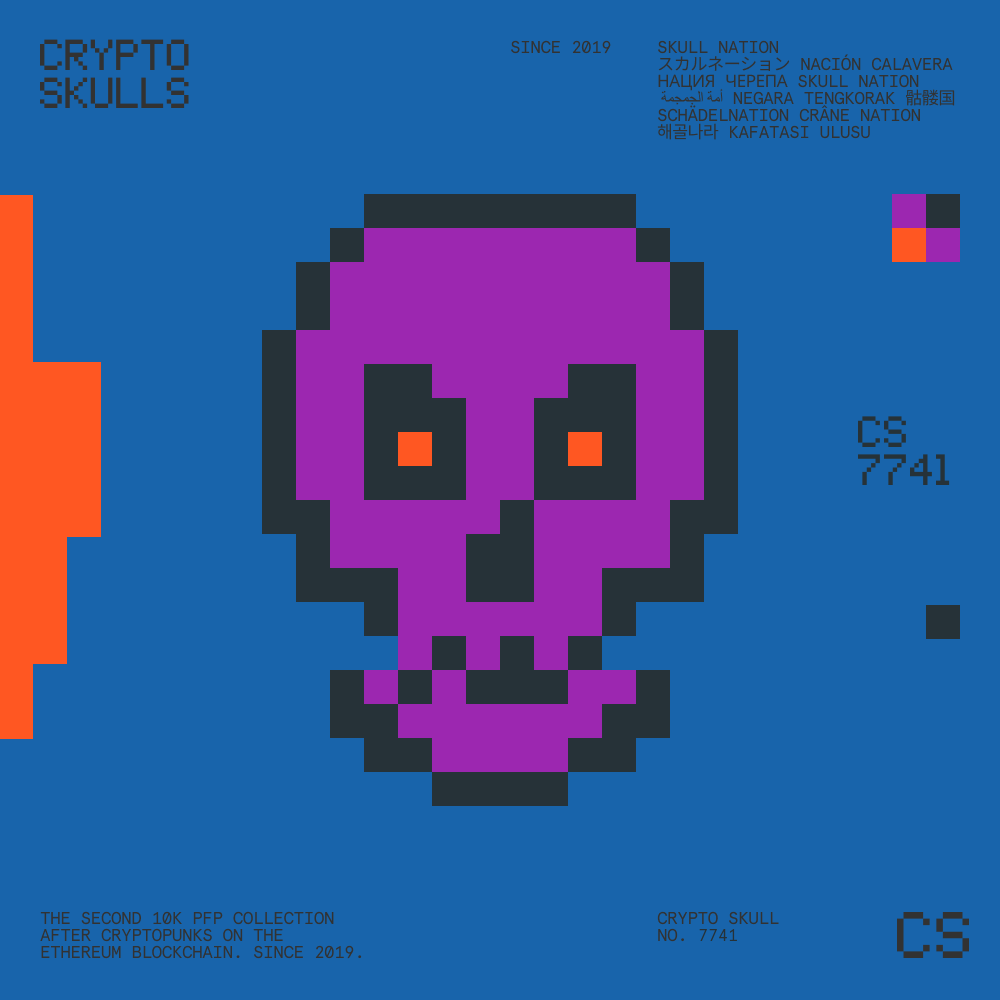 CRYPTO
SKULLS
SINCE 2019
SKULL NATION
スカルネーション NACIÓN CALAVERA
НАЦИЯ ЧЕРЕПА SKULL NATION
أمة الجمجمة NEGARA TENGKORAK 骷髅国
SCHÄDELNATION CRÂNE NATION
해골나라 KAFATASI ULUSU
CS
7741
THE SECOND 10K PFP COLLECTION
AFTER CRYPTOPUNKS ON THE
ETHEREUM BLOCKCHAIN. SINCE 2019.
CRYPTO SKULL
NO. 7741
CS